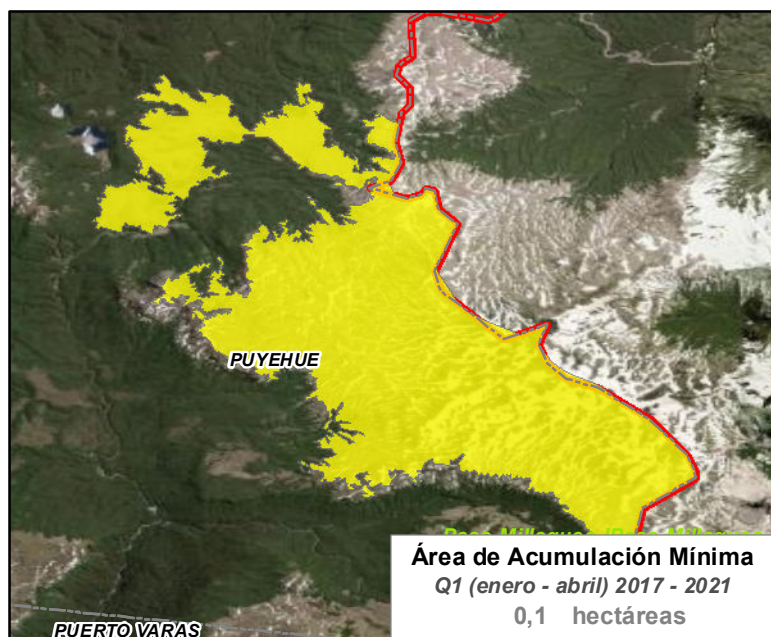 PUYEHUE
Área de Acumulación Mínima
Q1 (enero - abril) 2017 - 2021
0,1 hectáreas
PUERTO VARAS